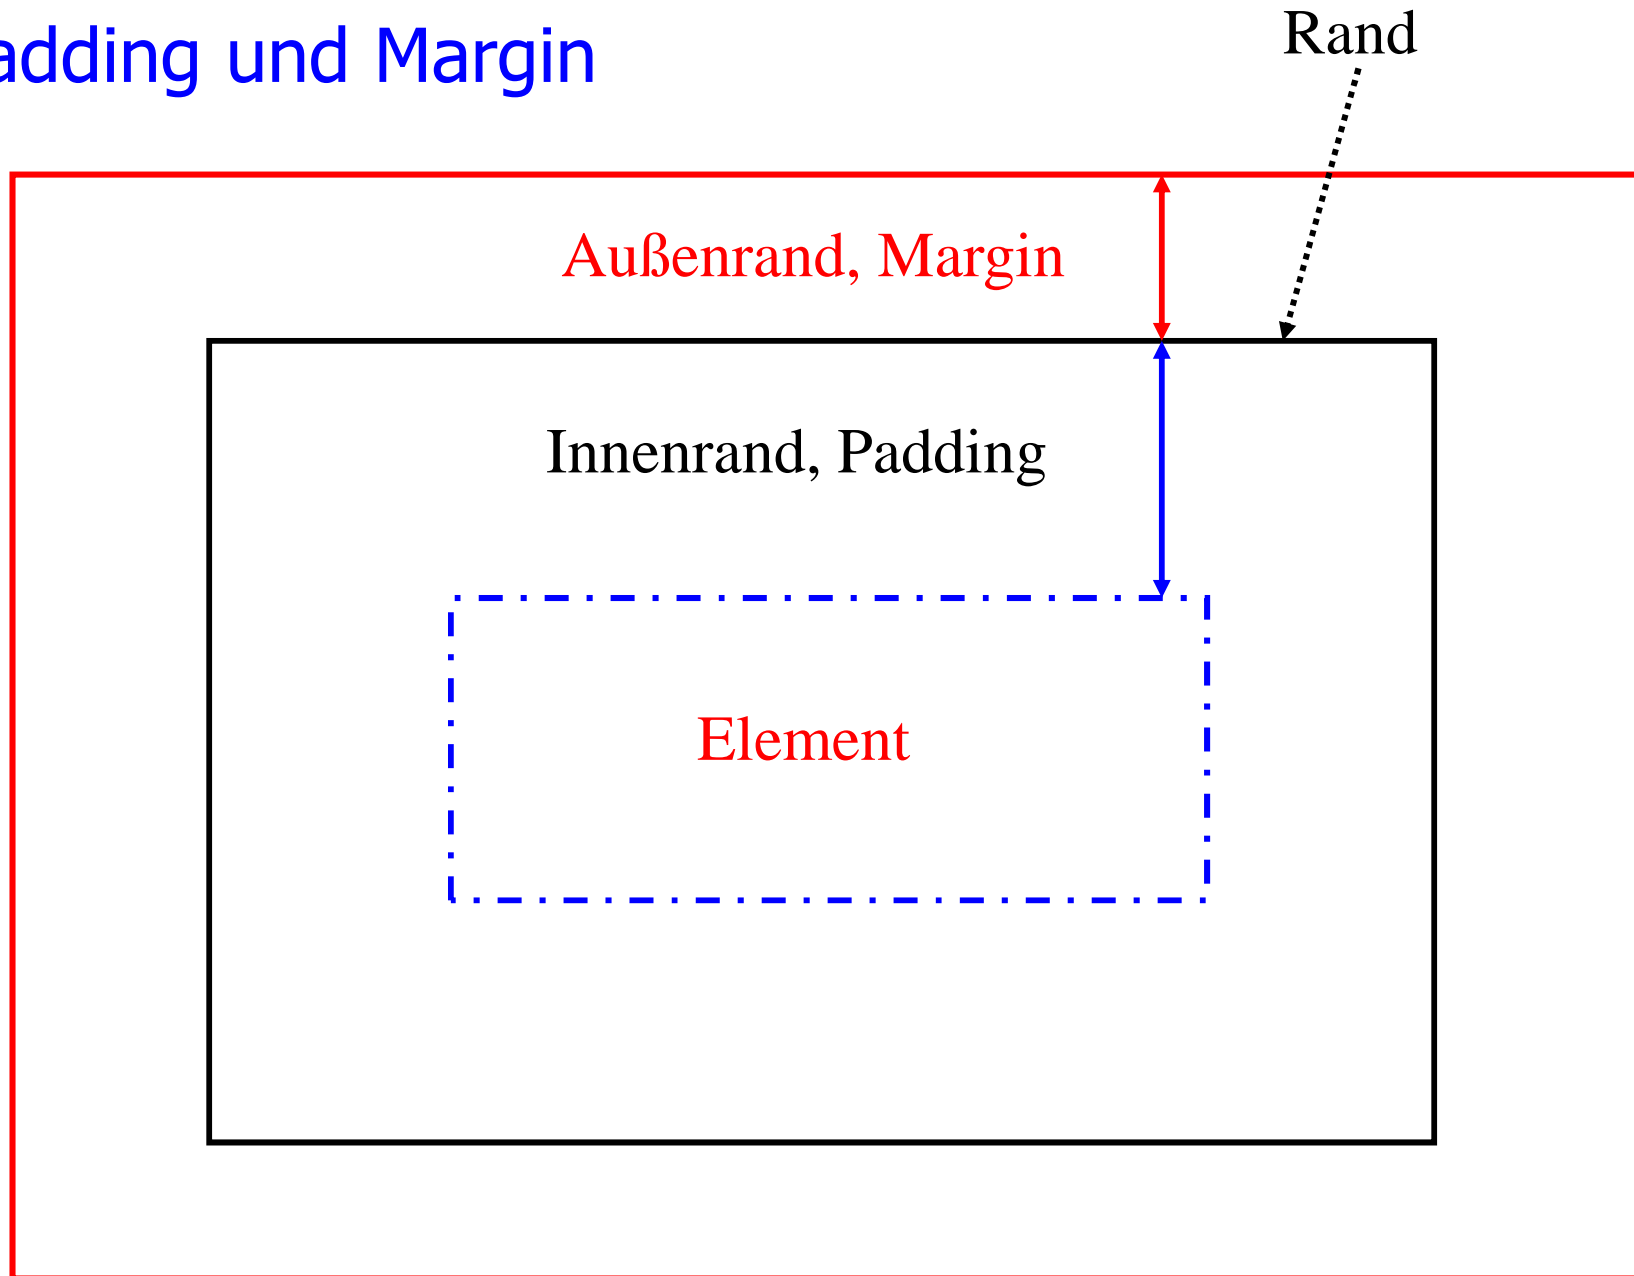 adding und Margin
Rand
Außenrand, Margin
Innenrand, Padding
Element